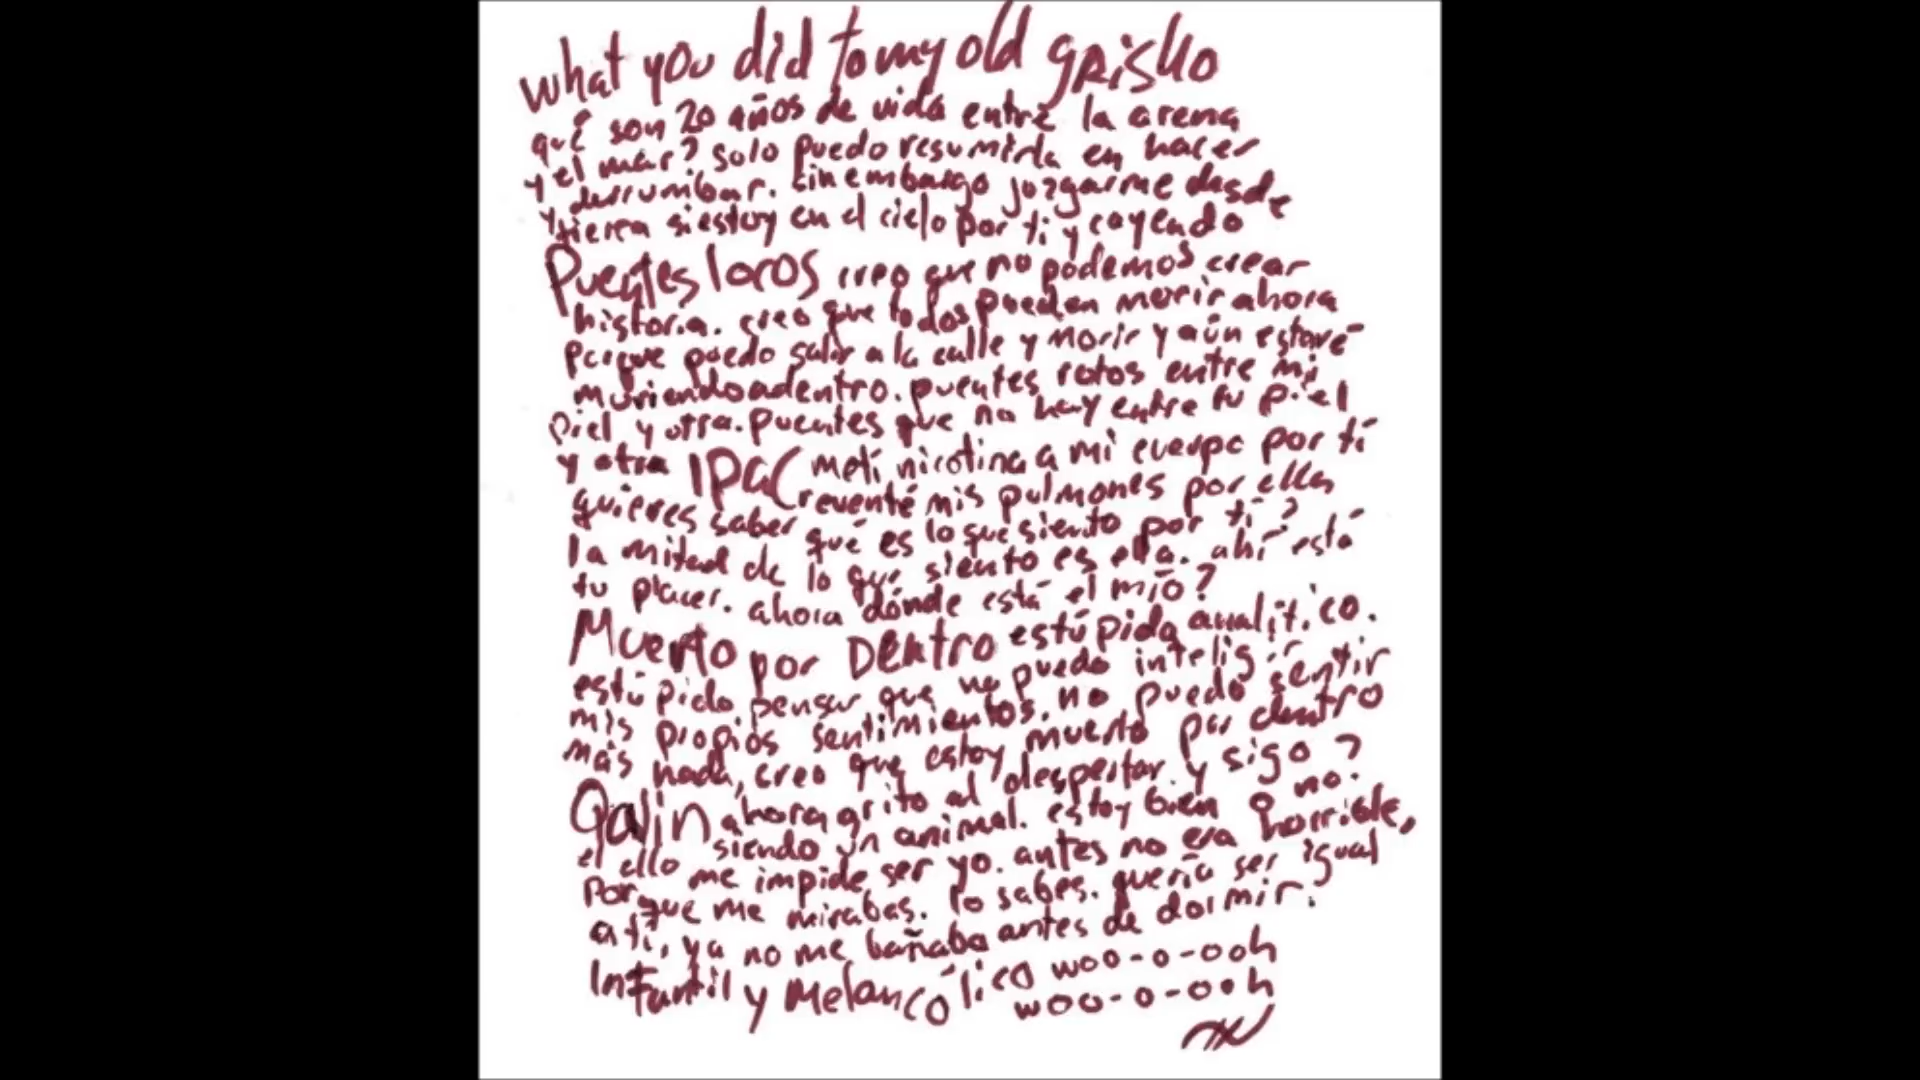 what you did to my old grisko
qué son 20 años de vida entre la arena
y el mar? solo puedo resumirla en hacer
y derrumbar. sin embargo juzgarme desde
tierra si estoy en el cielo por ti y cayendo
Puentes locos creo que no podemos crear
historia. creo que todos pueden morir ahora
porque puedo salir a la calle y morir y aún estaré
muriendo adentro. puentes rotos entre mi
piel y otra. puentes que no hay entre tu piel
y otra IPAC metí nicotina a mi cuerpo por ti
reventé mis pulmones por ella
quieres saber qué es lo que siento por ti?
la mitad de lo que siento es ella. ahí está
tu placer. ahora dónde está el mío?
Muerto por Dentro estúpido analítico.
estúpido. pensar que no puedo inteligir
mis propios sentimientos. no puedo sentir
más nada, creo que estoy muerto por dentro
Galin ahora grito al despertar y sigo
siendo un animal. estoy bien o no?
el ello me impide ser yo. antes no era horrible,
porque me mirabas. lo sabes. quería ser igual
a ti, ya no me bañaba antes de dormir.
Infantil y Melancólico woo-o-ooh
woo-o-ooh